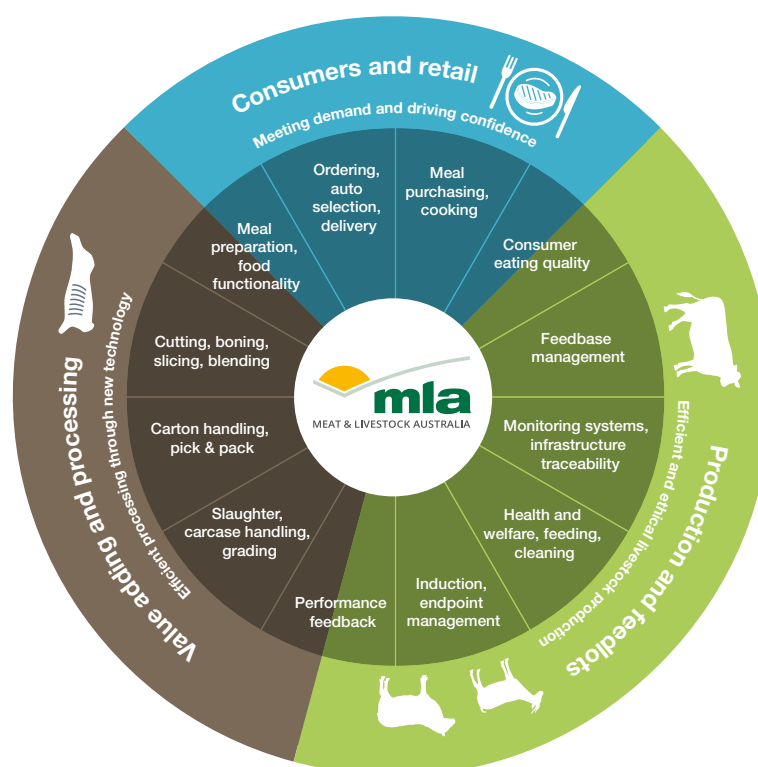 Consumers and retail
Meeting demand and driving confidence
Ordering,
auto
selection,
delivery
Meal
purchasing,
cooking
Consumer
eating quality
Feedbase
management
Monitoring systems,
infrastructure
traceability
Health and
welfare, feeding,
cleaning
Induction,
endpoint
management
Performance
feedback
Slaughter,
carcase handling,
grading
Carton handling,
pick & pack
Cutting, boning,
slicing, blending
Meal
preparation,
food
functionality
mla
MEAT & LIVESTOCK AUSTRALIA
Production and feedlots
Efficient and ethical livestock production
Value adding and processing
Efficient processing through new technology